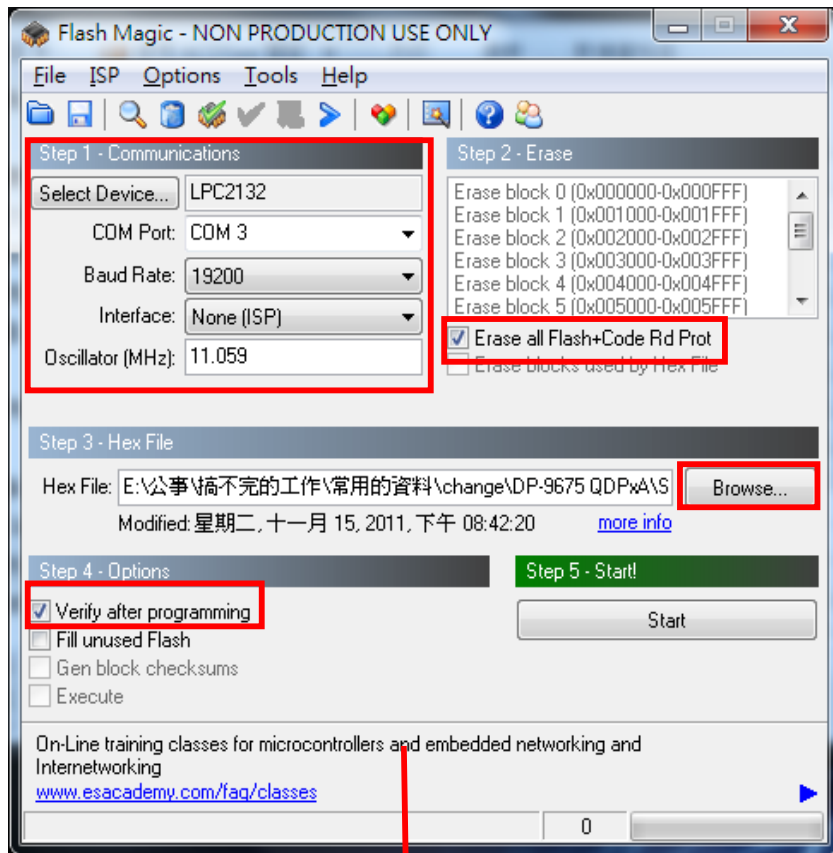 Flash Magic - NON PRODUCTION USE ONLY
File ISP Options Tools Help
Step 1 - Communications
Select Device... LPC2132
COM Port: COM 3
Baud Rate: 19200
Interface: None (ISP)
Oscillator (MHz): 11.059
Step 2 - Erase
Erase block 0 (0x000000-0x000FFF)
Erase block 1 (0x001000-0x001FFF)
Erase block 2 (0x002000-0x002FFF)
Erase block 3 (0x003000-0x003FFF)
Erase block 4 (0x004000-0x004FFF)
Erase block 5 (0x005000-0x005FFF)
Erase all Flash+Code Rd Prot
Erase blocks used by Hex File
Step 3 - Hex File
Hex File: E:\公事\搞不完的工作\常用的資料\change\DP-9675 QDPxA\S Browse...
Modified: 星期二, 十一月 15, 2011, 下午 08:42:20 more info
Step 4 - Options
Verify after programming
Fill unused Flash
Gen block checksums
Execute
Step 5 - Start!
Start
On-Line training classes for microcontrollers and embedded networking and
Internetworking
www.esacademy.com/faq/classes
0